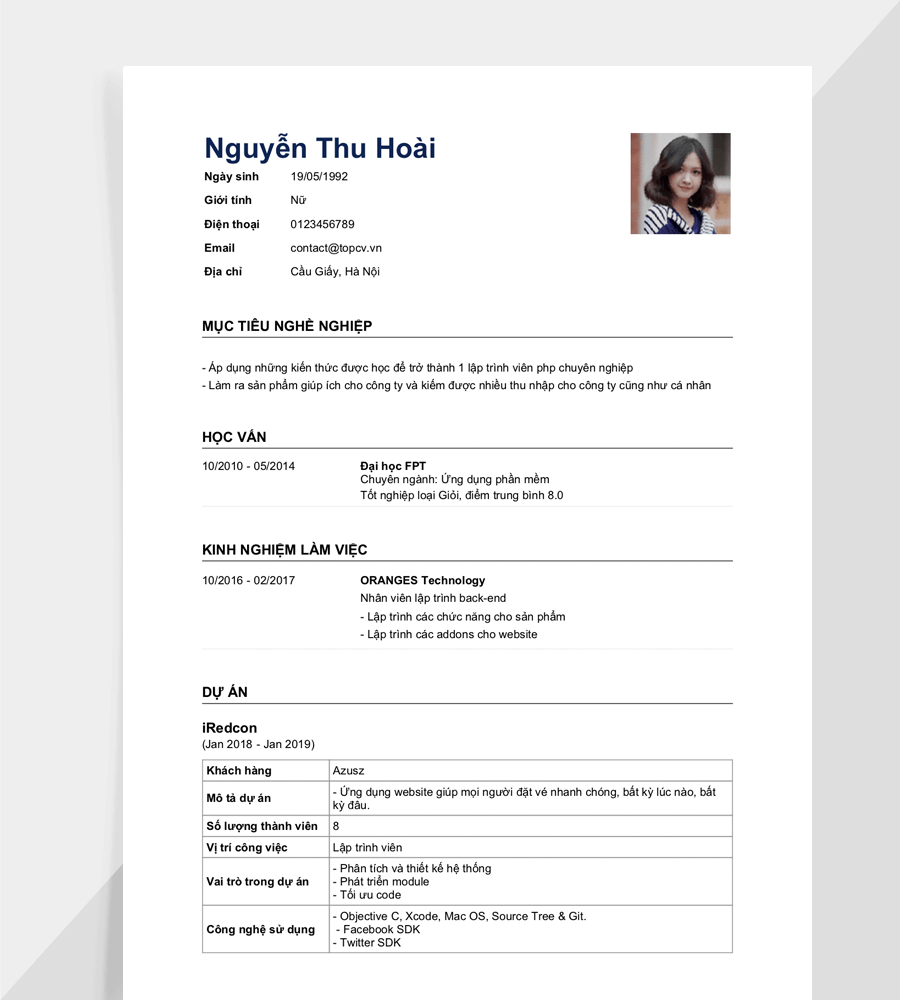 Nguyễn Thu Hoài
Ngày sinh 19/05/1992
Giới tính Nữ
Điện thoại 0123456789
Email contact@topcv.vn
Địa chỉ Cầu Giấy, Hà Nội
MỤC TIÊU NGHỀ NGHIỆP
- Áp dụng những kiến thức được học để trở thành 1 lập trình viên php chuyên nghiệp
- Làm ra sản phẩm giúp ích cho công ty và kiếm được nhiều thu nhập cho công ty cũng như cá nhân
HỌC VẤN
10/2010 - 05/2014 Đại học FPT
Chuyên ngành: Ứng dụng phần mềm
Tốt nghiệp loại Giỏi, điểm trung bình 8.0
KINH NGHIỆM LÀM VIỆC
10/2016 - 02/2017 ORANGES Technology
Nhân viên lập trình back-end
- Lập trình các chức năng cho sản phẩm
- Lập trình các addons cho website
DỰ ÁN
iRedcon
(Jan 2018 - Jan 2019)
Khách hàng Azusz
Mô tả dự án - Ứng dụng website giúp mọi người đặt vé nhanh chóng, bất kỳ lúc nào, bất
kỳ đâu.
Số lượng thành viên 8
Vị trí công việc Lập trình viên
Vai trò trong dự án - Phân tích và thiết kế hệ thống
- Phát triển module
- Tối ưu code
Công nghệ sử dụng - Objective C, Xcode, Mac OS, Source Tree & Git.
- Facebook SDK
- Twitter SDK